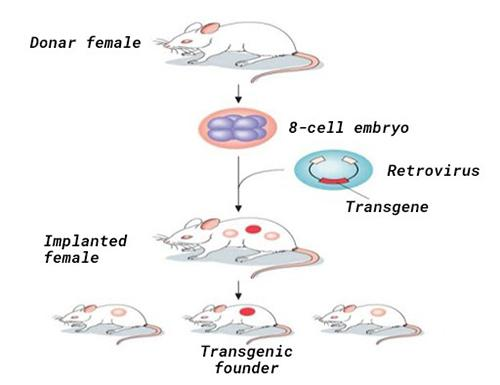 Donar female
8-cell embryo
Retrovirus
Transgene
Implanted
female
Transgenic
founder